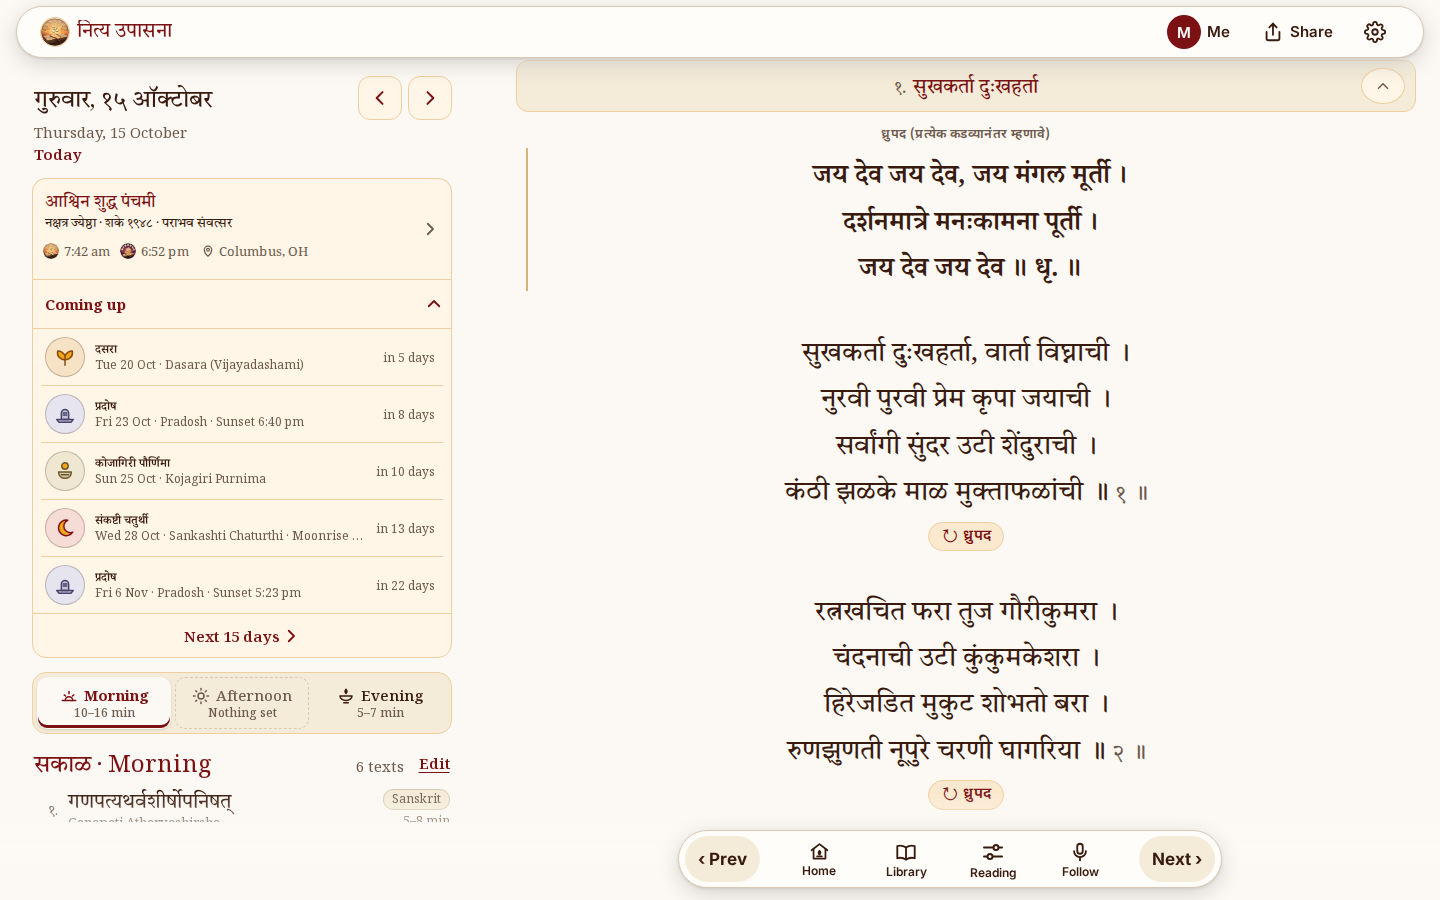 नित्य उपासना
M Me
Share
गुरुवार, १५ ऑक्टोबर
Thursday, 15 October
Today
आश्विन शुद्ध पंचमी
नक्षत्र ज्येष्ठा · शके १९४८ · पराभव संवत्सर
7:42 am 6:52 pm Columbus, OH
Coming up
दसरा
Tue 20 Oct · Dasara (Vijayadashami)
in 5 days
प्रदोष
Fri 23 Oct · Pradosh · Sunset 6:40 pm
in 8 days
कोजागिरी पौर्णिमा
Sun 25 Oct · Kojagiri Purnima
in 10 days
संकष्टी चतुर्थी
Wed 28 Oct · Sankashti Chaturthi · Moonrise …
in 13 days
प्रदोष
Fri 6 Nov · Pradosh · Sunset 5:23 pm
in 22 days
Next 15 days
Morning
10–16 min
Afternoon
Nothing set
Evening
5–7 min
सकाळ · Morning
6 texts Edit
१. गणपत्यथर्वशीर्षोपनिषत्
Sanskrit
5–8 min
१. सुखकर्ता दुःखहर्ता
ध्रुपद (प्रत्येक कडव्यानंतर म्हणावे)
जय देव जय देव, जय मंगल मूर्ती ।
दर्शनमात्रे मनःकामना पूर्ती ।
जय देव जय देव ॥ धृ. ॥
सुखकर्ता दुःखहर्ता, वार्ता विघ्नाची ।
नुरवी पुरवी प्रेम कृपा जयाची ।
सर्वांगी सुंदर उटी शेंदुराची ।
कंठी झळके माळ मुक्ताफळांची ॥ १ ॥
ध्रुपद
रत्नखचित फरा तुज गौरीकुमरा ।
चंदनाची उटी कुंकुमकेशरा ।
हिरेजडित मुकुट शोभतो बरा ।
रुणझुणती नूपुरे चरणी घागरिया ॥ २ ॥
ध्रुपद
‹ Prev
Home
Library
Reading
Follow
Next ›